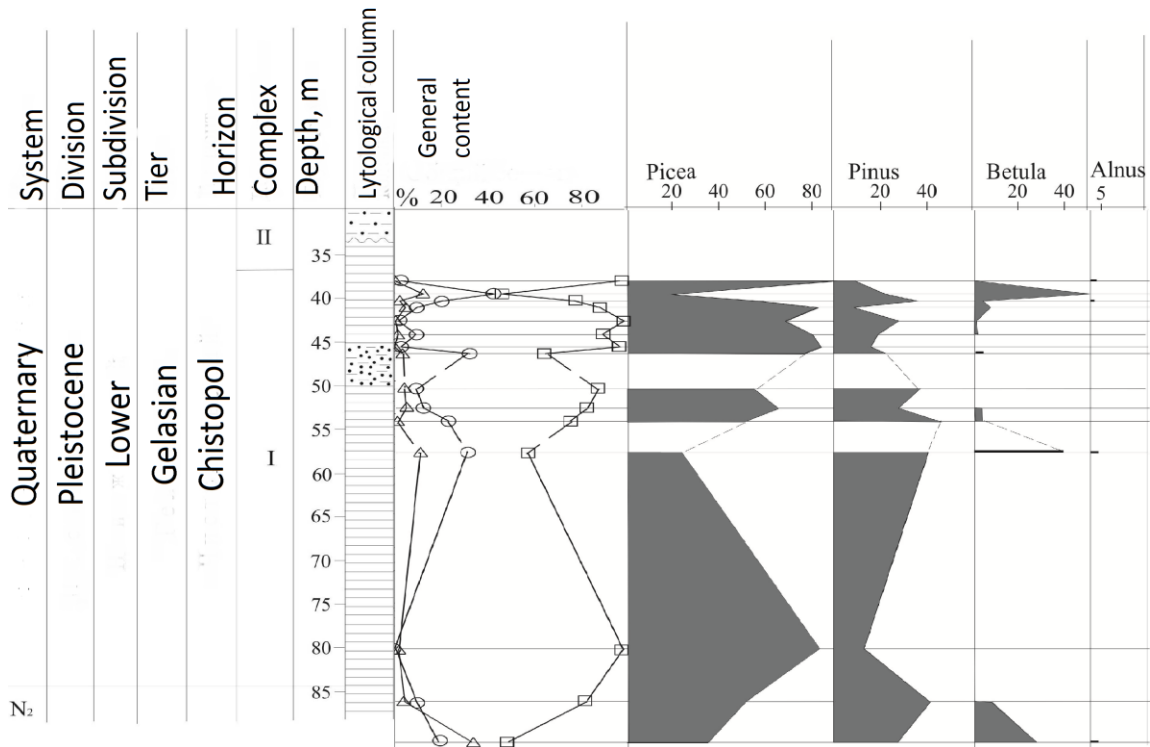 System
Division
Subdivision
Tier
Horizon
Complex
Depth, m
Lytological column
General
content
% 20 40 60 80
Picea
20 40 60 80
Pinus
20 40
Betula
20 40
Alnus
5
Quaternary
Pleistocene
Lower
Gelasian
Chistopol
II
I
N₂
35
40
45
50
55
60
65
70
75
80
85